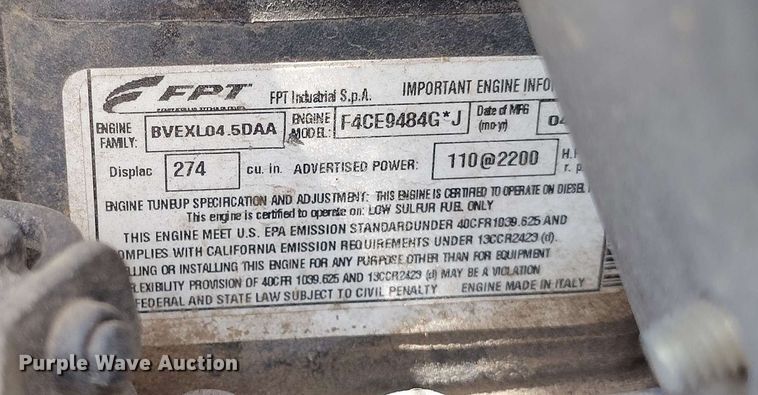 FPT FPT Industrial S.p.A. IMPORTANT ENGINE INFO
ENGINE FAMILY: BVEXL04.5DAA ENGINE MODEL: F4CE9484G*J Date of MFG (mo-yr) 04
Displac 274 cu. in. ADVERTISED POWER: 110@2200 H.P. r. p.
ENGINE TUNEUP SPECIFICATION AND ADJUSTMENT: THIS ENGINE IS CERTIFIED TO OPERATE ON DIESEL
This engine is certified to operate on: LOW SULFUR FUEL ONLY
THIS ENGINE MEET U.S. EPA EMISSION STANDARDUNDER 40CFR1039.625 AND
OMPLIES WITH CALIFORNIA EMISSION REQUIREMENTS UNDER 13CCR2423 (d).
LLING OR INSTALLING THIS ENGINE FOR ANY PURPOSE OTHER THAN FOR EQUIPMENT
LEXIBILITY PROVISION OF 40CFR 1039.625 AND 13CCR2423 (d) MAY BE A VIOLATION
FEDERAL AND STATE LAW SUBJECT TO CIVIL PENALTY ENGINE MADE IN ITALY
Purple Wave Auction